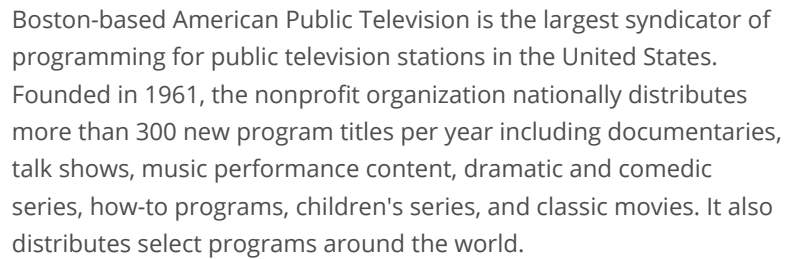 Boston-based American Public Television is the largest syndicator of
programming for public television stations in the United States.
Founded in 1961, the nonprofit organization nationally distributes
more than 300 new program titles per year including documentaries,
talk shows, music performance content, dramatic and comedic
series, how-to programs, children's series, and classic movies. It also
distributes select programs around the world.